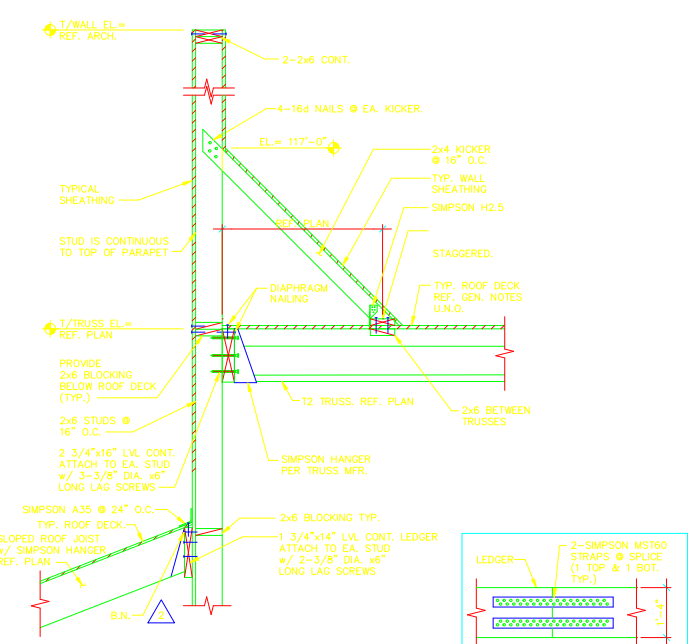 T/WALL EL.=
REF. ARCH.
2-2x6 CONT.
4-16d NAILS @ EA. KICKER.
EL.= 117'-0"
2x4 KICKER
@ 16" O.C.
TYP. WALL
SHEATHING
SIMPSON H2.5
TYPICAL
SHEATHING
REF. PLAN
STUD IS CONTINUOUS
TO TOP OF PARAPET
STAGGERED.
DIAPHRAGM
NAILING
TYP. ROOF DECK
REF. GEN. NOTES
U.N.O.
T/TRUSS EL.=
REF. PLAN
PROVIDE
2x6 BLOCKING
BELOW ROOF DECK
(TYP.)
T2 TRUSS. REF. PLAN
2x6 BETWEEN
TRUSSES
2x6 STUDS @
16" O.C.
2 3/4"x16" LVL CONT.
ATTACH TO EA. STUD
w/ 3-3/8" DIA. x6"
LONG LAG SCREWS
SIMPSON HANGER
PER TRUSS MFR.
SIMPSON A35 @ 24" O.C.
TYP. ROOF DECK
SLOPED ROOF JOIST
w/ SIMPSON HANGER
REF. PLAN
2x6 BLOCKING TYP.
1 3/4"x14" LVL CONT. LEDGER
ATTACH TO EA. STUD
w/ 2-3/8" DIA. x6"
LONG LAG SCREWS
B.N.
2
LEDGER
2-SIMPSON MST60
STRAPS @ SPLICE
(1 TOP & 1 BOT.
TYP.)
1'-4"